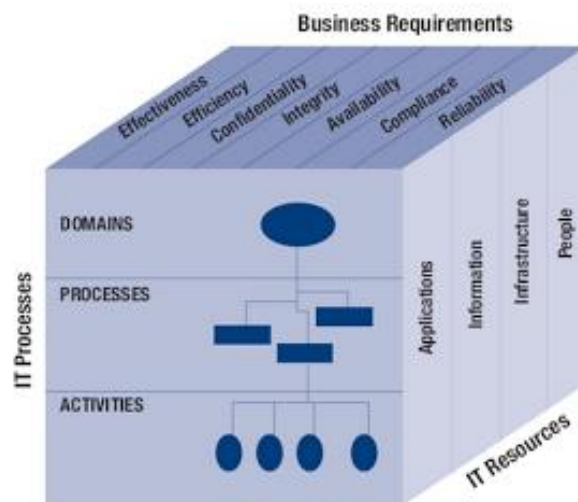 Business Requirements
Effectiveness
Efficiency
Confidentiality
Integrity
Availability
Compliance
Reliability
IT Processes
DOMAINS
PROCESSES
ACTIVITIES
Applications
Information
Infrastructure
People
IT Resources